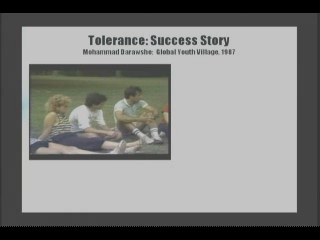 Tolerance: Success Story
Mohammad Darawshe: Global Youth Village, 1987